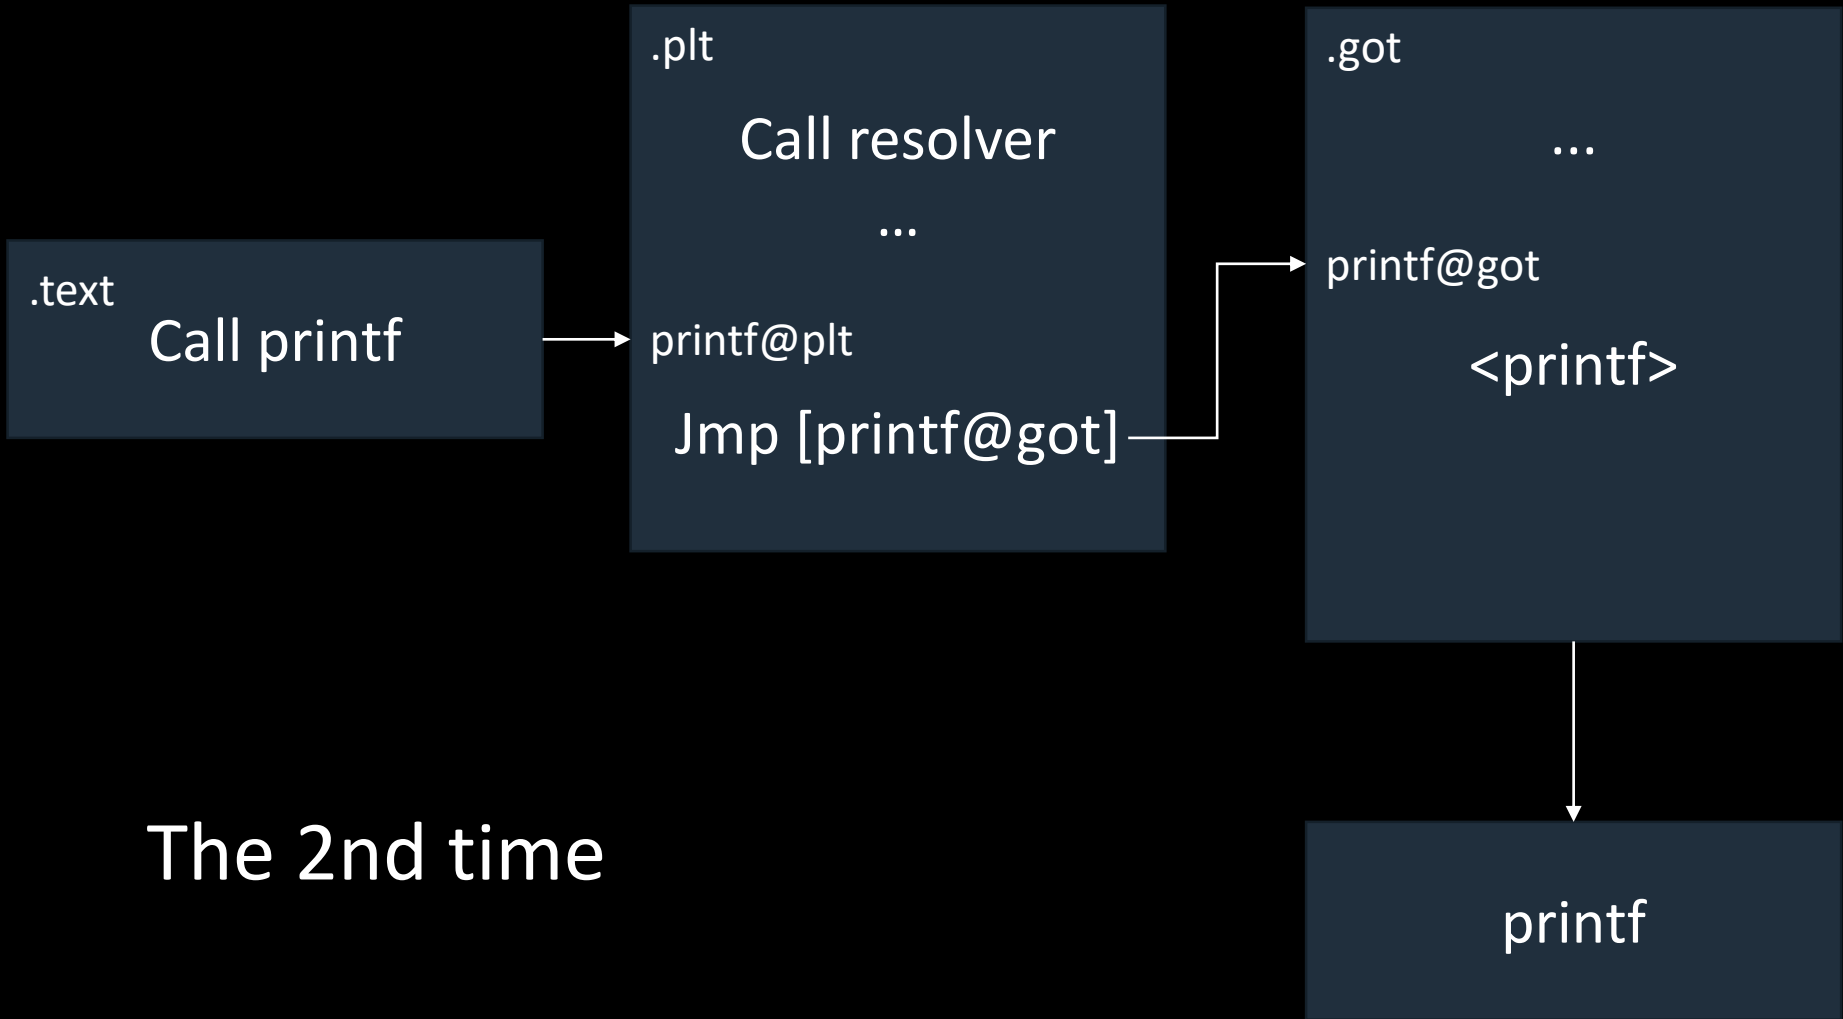 .text
Call printf
.plt
Call resolver
...
printf@plt
Jmp [printf@got]
.got
...
printf@got
<printf>
printf
The 2nd time